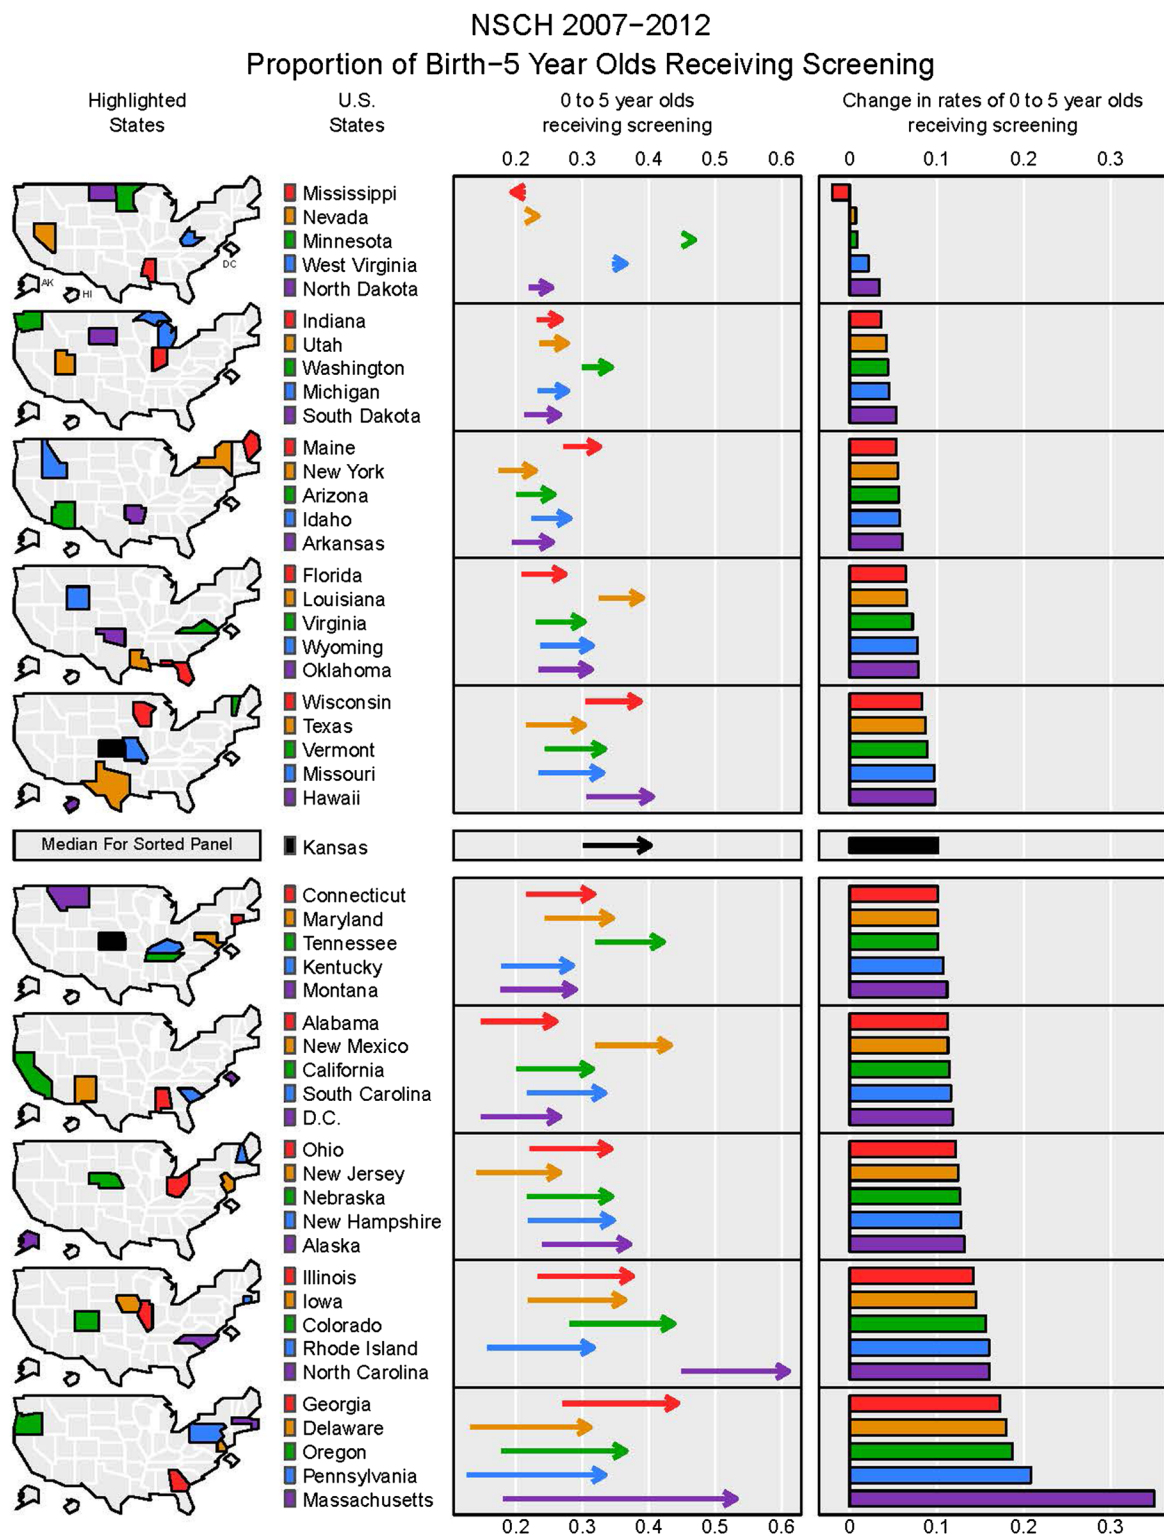 NSCH 2007−2012
Proportion of Birth−5 Year Olds Receiving Screening
Highlighted States
U.S. States
0 to 5 year olds receiving screening
Change in rates of 0 to 5 year olds receiving screening
0.2 0.3 0.4 0.5 0.6
0 0.1 0.2 0.3
AK
HI
DC
Mississippi
Nevada
Minnesota
West Virginia
North Dakota
Indiana
Utah
Washington
Michigan
South Dakota
Maine
New York
Arizona
Idaho
Arkansas
Florida
Louisiana
Virginia
Wyoming
Oklahoma
Wisconsin
Texas
Vermont
Missouri
Hawaii
Median For Sorted Panel
Kansas
Connecticut
Maryland
Tennessee
Kentucky
Montana
Alabama
New Mexico
California
South Carolina
D.C.
Ohio
New Jersey
Nebraska
New Hampshire
Alaska
Illinois
Iowa
Colorado
Rhode Island
North Carolina
Georgia
Delaware
Oregon
Pennsylvania
Massachusetts
0.2 0.3 0.4 0.5 0.6
0 0.1 0.2 0.3